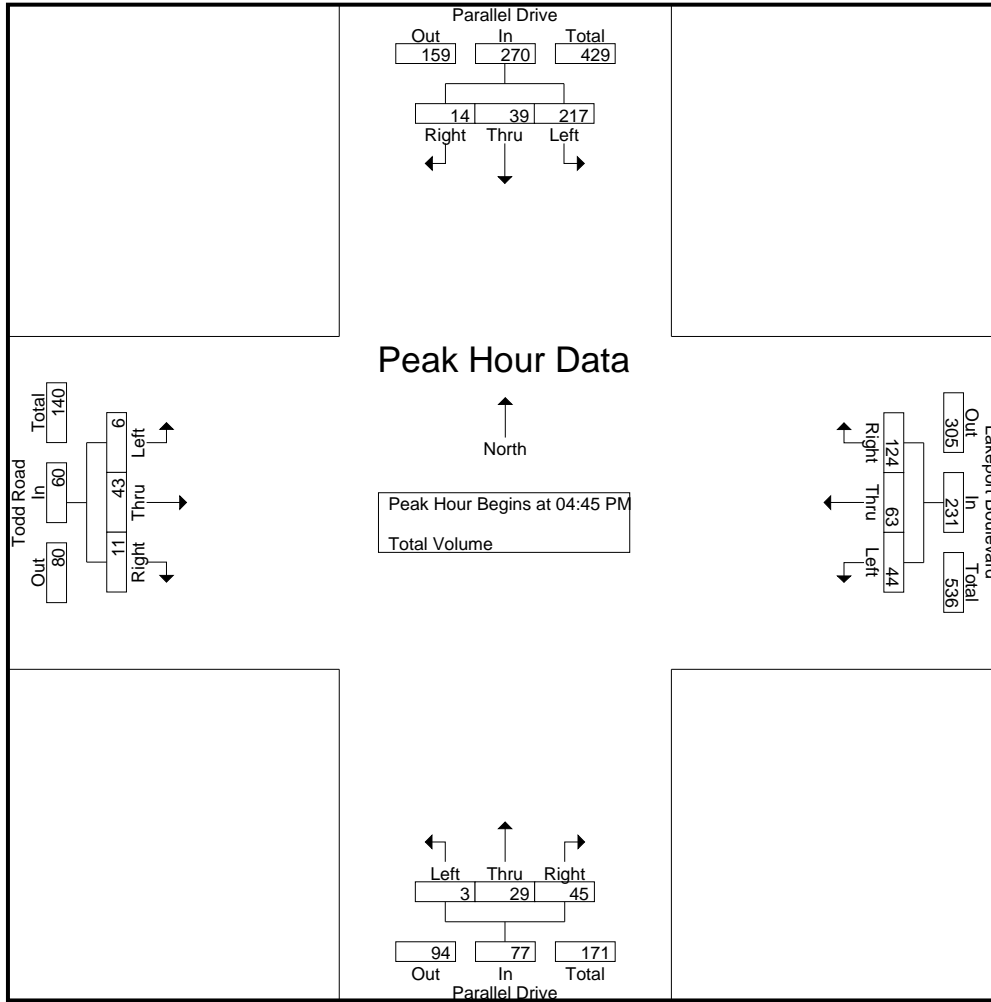 Parallel Drive
Out In Total
159 270 429
14 39 217
Right Thru Left
Peak Hour Data
North
Peak Hour Begins at 04:45 PM
Total Volume
Todd Road
Out In Total
80 60 140
6 43 11
Left Thru Right
Lakeport Boulevard
Out In Total
305 231 536
124 63 44
Right Thru Left
Left Thru Right
3 29 45
94 77 171
Out In Total
Parallel Drive